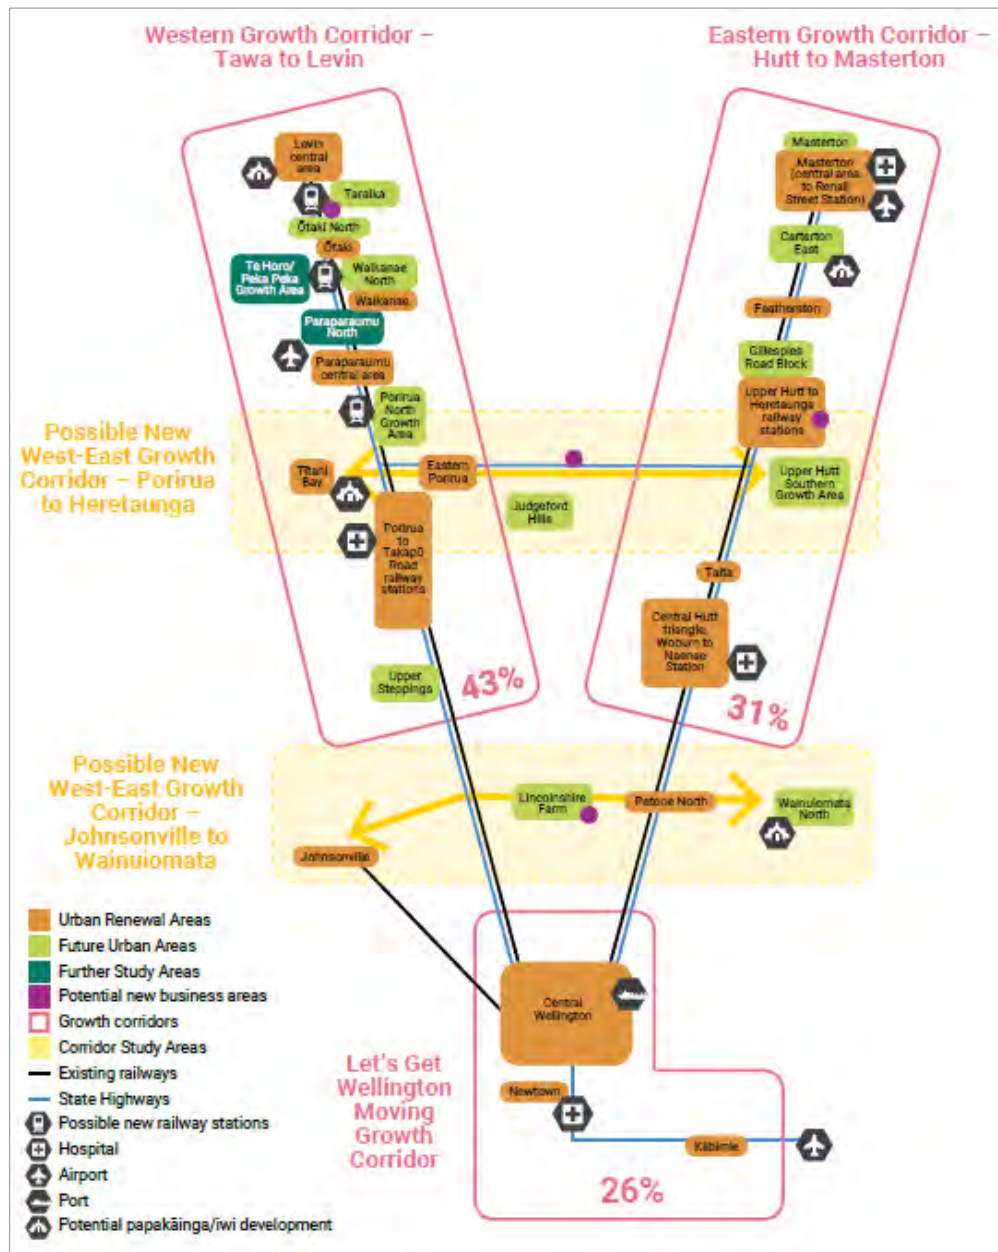 Western Growth Corridor –
Tawa to Levin
Eastern Growth Corridor –
Hutt to Masterton
Levin
central
area
Taraika
Ōtaki North
Ōtaki
Te Horo/
Peka Peka
Growth Area
Waikanae
North
Waikanae
Paraparaumu
North
Paraparaumu
central area
Porirua
North
Growth
Area
Masterton
Masterton
(central area
to Renall
Street Station)
Carterton
East
Featherston
Gillespies
Road Block
Upper Hutt to
Heretaunga
railway
stations
Possible New
West-East Growth
Corridor – Porirua
to Heretaunga
Titahi
Bay
Eastern
Porirua
Judgeford
Hills
Upper Hutt
Southern
Growth Area
Porirua
to
Takapū
Road
railway
stations
Taita
Central Hutt
triangle,
Woburn to
Naenae
Station
Upper
Steppings
43%
31%
Possible New
West-East Growth
Corridor –
Johnsonville to
Wainuiomata
Lincolnshire
Farm
Petone North
Wainuiomata
North
Johnsonville
Urban Renewal Areas
Future Urban Areas
Further Study Areas
Potential new business areas
Growth corridors
Corridor Study Areas
Existing railways
State Highways
Possible new railway stations
Hospital
Airport
Port
Potential papakāinga/iwi development
Central
Wellington
Let's Get
Wellington
Moving
Growth
Corridor
Newtown
Kilbirnie
26%